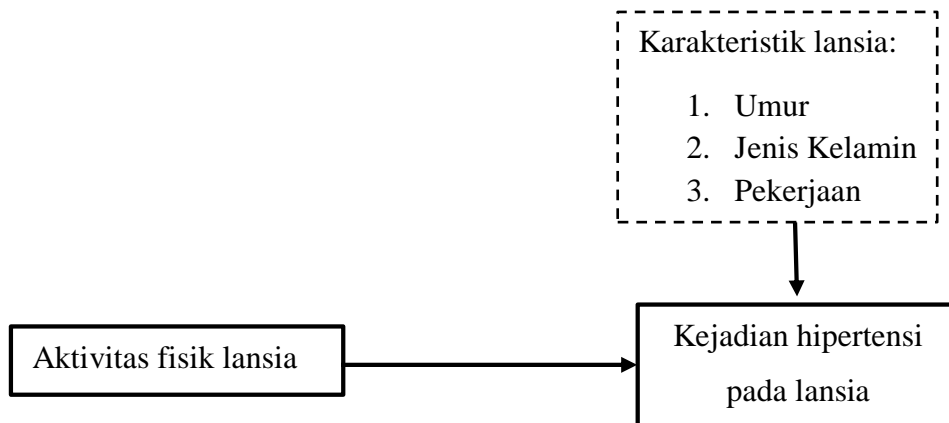 Karakteristik lansia:
1. Umur
2. Jenis Kelamin
3. Pekerjaan
Aktivitas fisik lansia
Kejadian hipertensi
pada lansia